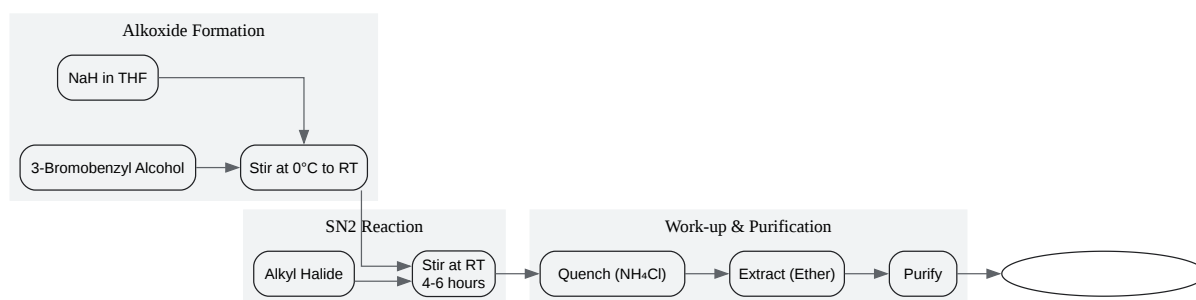 Alkoxide Formation
NaH in THF
3-Bromobenzyl Alcohol
Stir at 0°C to RT
SN2 Reaction
Alkyl Halide
Stir at RT
4-6 hours
Work-up & Purification
Quench (NH₄Cl)
Extract (Ether)
Purify